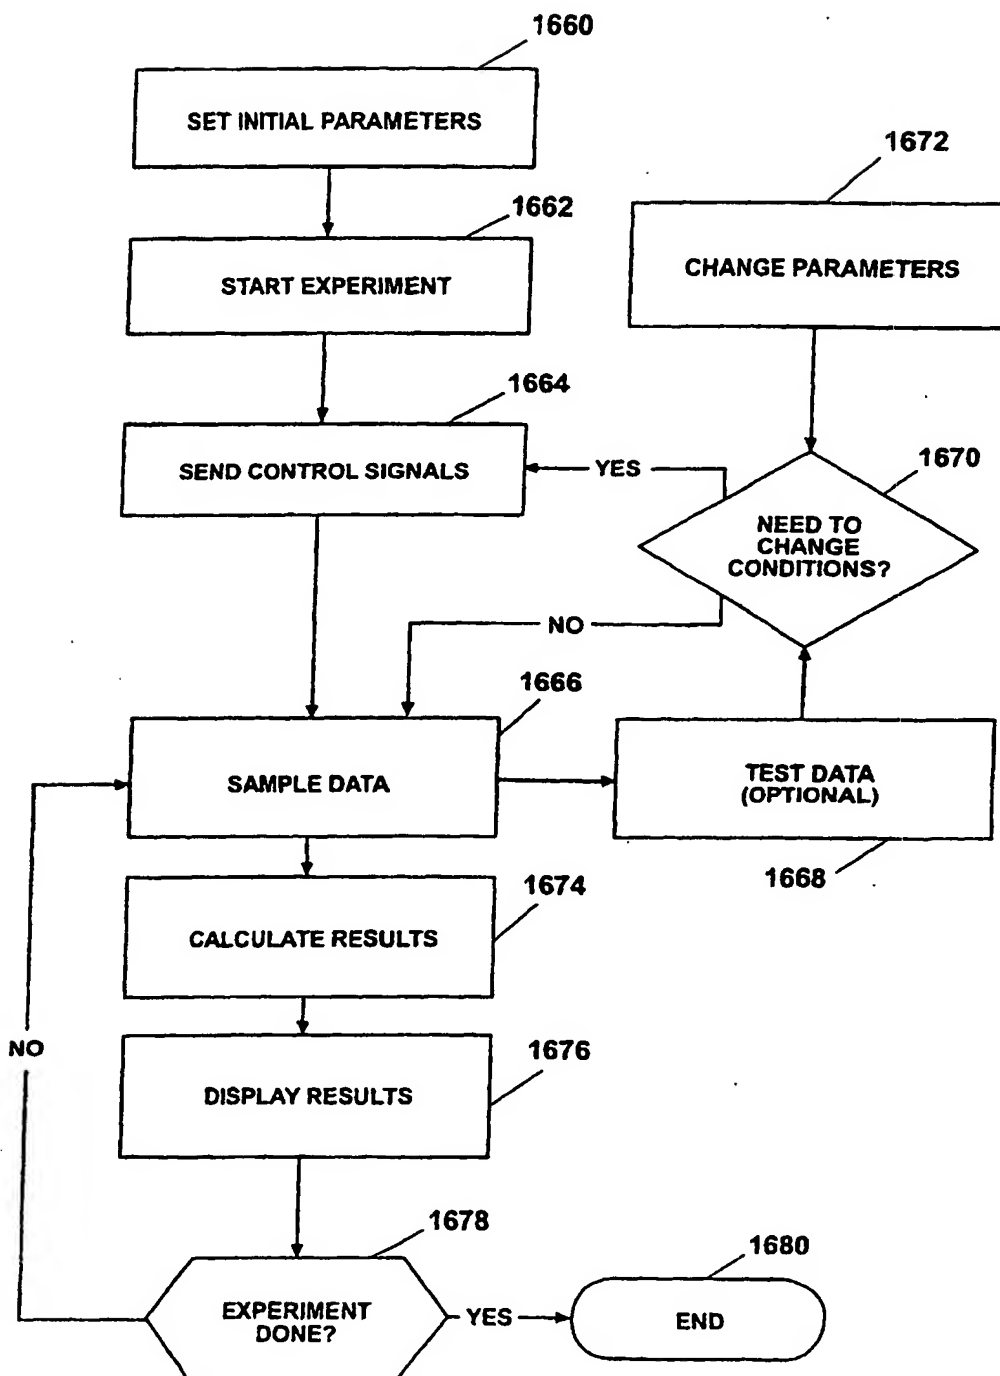 1660
SET INITIAL PARAMETERS
1662
START EXPERIMENT
1672
CHANGE PARAMETERS
1664
SEND CONTROL SIGNALS
YES
1670
NEED TO
CHANGE
CONDITIONS?
NO
1666
SAMPLE DATA
TEST DATA
(OPTIONAL)
1668
1674
CALCULATE RESULTS
NO
1676
DISPLAY RESULTS
1678
EXPERIMENT
DONE?
YES
1680
END